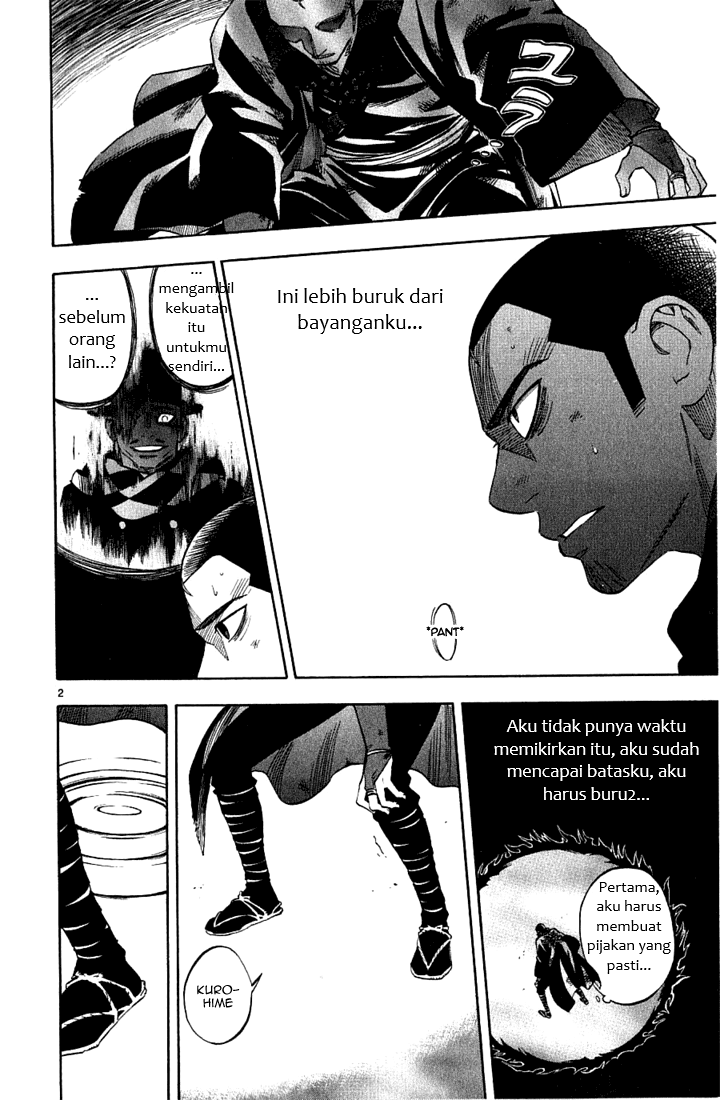 ユラ
Ini lebih buruk dari
bayanganku...
*PANT*
...
mengambil
kekuatan
itu
untukmu
sendiri...
...
sebelum
orang
lain...?
2
Aku tidak punya waktu
memikirkan itu, aku sudah
mencapai batasku, aku
harus buru2...
Pertama,
aku harus
membuat
pijakan yang
pasti...
KURO-
HIME